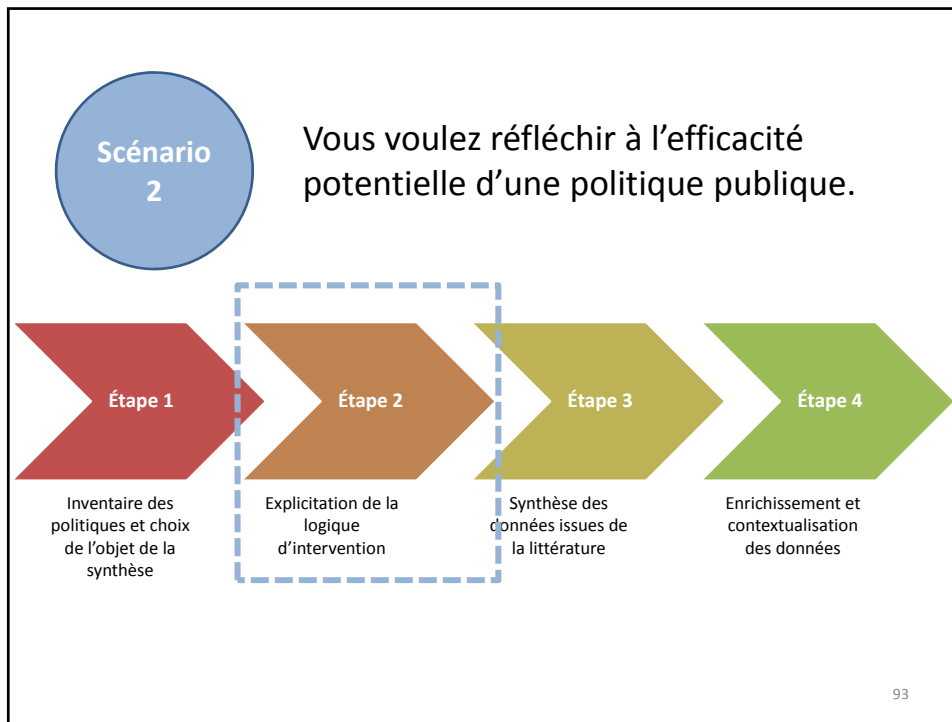 Scénario
2
Vous voulez réfléchir à l’efficacité
potentielle d’une politique publique.
Étape 1
Étape 2
Étape 3
Étape 4
Inventaire des
politiques et choix
de l’objet de la
synthèse
Explicitation de la
logique
d’intervention
Synthèse des
données issues de
la littérature
Enrichissement et
contextualisation
des données
93